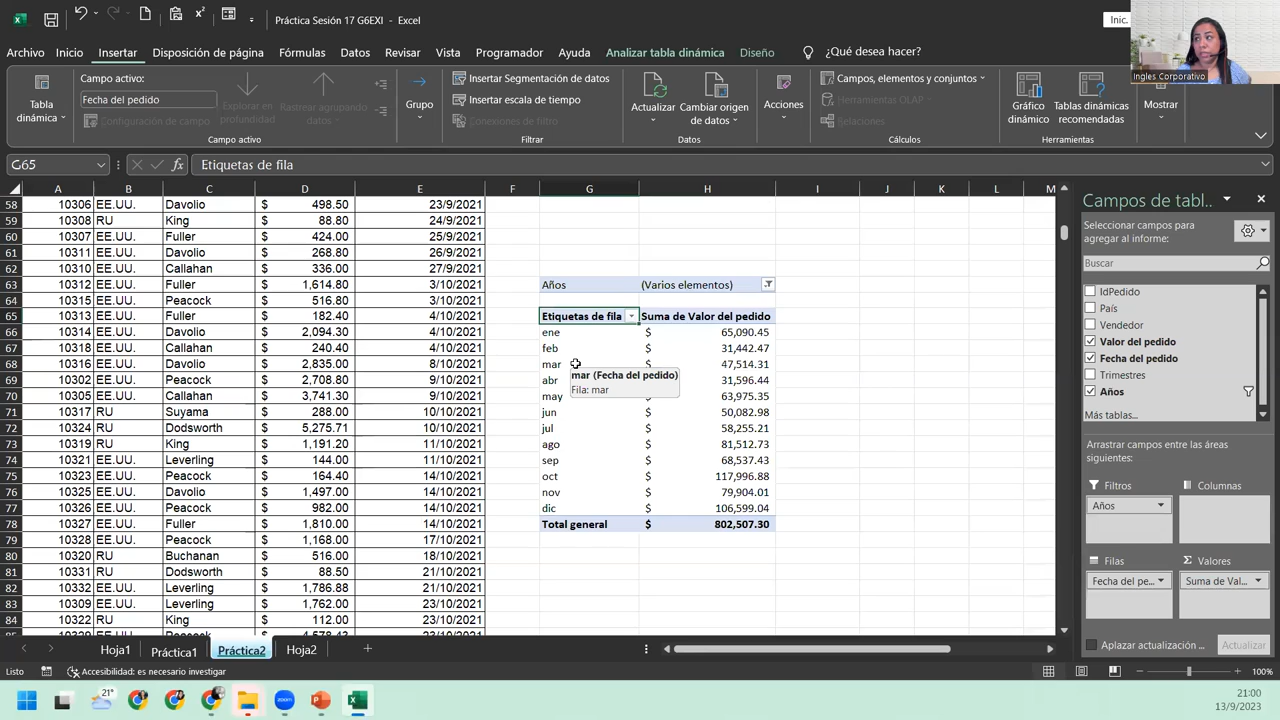 Práctica Sesión 17 G6EXI - Excel
Inic.
Archivo Inicio Insertar Disposición de página Fórmulas Datos Revisar Vista Programador Ayuda Analizar tabla dinámica Diseño ¿Qué desea hacer?
Ingles Corporativo
Tabla dinámica
Campo activo:
Fecha del pedido
Configuración de campo
Explorar en profundidad
Rastrear agrupando datos
Campo activo
Grupo
Insertar Segmentación de datos
Insertar escala de tiempo
Conexiones de filtro
Filtrar
Actualizar
Cambiar origen de datos
Datos
Acciones
Campos, elementos y conjuntos
Herramientas OLAP
Relaciones
Cálculos
Gráfico dinámico
Tablas dinámicas recomendadas
Herramientas
Mostrar
G65 fx Etiquetas de fila
A B C D E F G H I J K L M
58 10306 EE.UU. Davolio $ 498.50 23/9/2021
59 10308 RU King $ 88.80 24/9/2021
60 10307 EE.UU. Fuller $ 424.00 25/9/2021
61 10311 EE.UU. Davolio $ 268.80 26/9/2021
62 10310 EE.UU. Callahan $ 336.00 27/9/2021
63 10312 EE.UU. Fuller $ 1,614.80 3/10/2021 Años (Varios elementos)
64 10315 EE.UU. Peacock $ 516.80 3/10/2021
65 10313 EE.UU. Fuller $ 182.40 4/10/2021 Etiquetas de fila Suma de Valor del pedido
66 10314 EE.UU. Davolio $ 2,094.30 4/10/2021 ene $ 65,090.45
67 10318 EE.UU. Callahan $ 240.40 4/10/2021 feb $ 31,442.47
68 10316 EE.UU. Davolio $ 2,835.00 8/10/2021 mar $ 47,514.31
69 10302 EE.UU. Peacock $ 2,708.80 9/10/2021 abr $ 31,596.44
70 10305 EE.UU. Callahan $ 3,741.30 9/10/2021 may $ 63,975.35
71 10317 RU Suyama $ 288.00 10/10/2021 jun $ 50,082.98
72 10324 RU Dodsworth $ 5,275.71 10/10/2021 jul $ 58,255.21
73 10319 RU King $ 1,191.20 11/10/2021 ago $ 81,512.73
74 10321 EE.UU. Leverling $ 144.00 11/10/2021 sep $ 68,537.43
75 10323 EE.UU. Peacock $ 164.40 14/10/2021 oct $ 117,996.88
76 10325 EE.UU. Davolio $ 1,497.00 14/10/2021 nov $ 79,904.01
77 10326 EE.UU. Peacock $ 982.00 14/10/2021 dic $ 106,599.04
78 10327 EE.UU. Fuller $ 1,810.00 14/10/2021 Total general $ 802,507.30
79 10328 EE.UU. Peacock $ 1,168.00 17/10/2021
80 10320 RU Buchanan $ 516.00 18/10/2021
81 10331 RU Dodsworth $ 88.50 21/10/2021
82 10332 EE.UU. Leverling $ 1,786.88 21/10/2021
83 10309 EE.UU. Leverling $ 1,762.00 23/10/2021
84 10322 RU King $ 112.00 23/10/2021
mar (Fecha del pedido)
Fila: mar
Campos de tabl...
Seleccionar campos para agregar al informe:
Buscar
IdPedido
País
Vendedor
Valor del pedido
Fecha del pedido
Trimestres
Años
Más tablas...
Arrastrar campos entre las áreas siguientes:
Filtros Columnas
Años
Filas Σ Valores
Fecha del pe... Suma de Val...
Aplazar actualización ... Actualizar
Hoja1 Práctica1 Práctica2 Hoja2
Listo Accesibilidad: es necesario investigar 100%
21°
zoom
21:00
13/9/2023